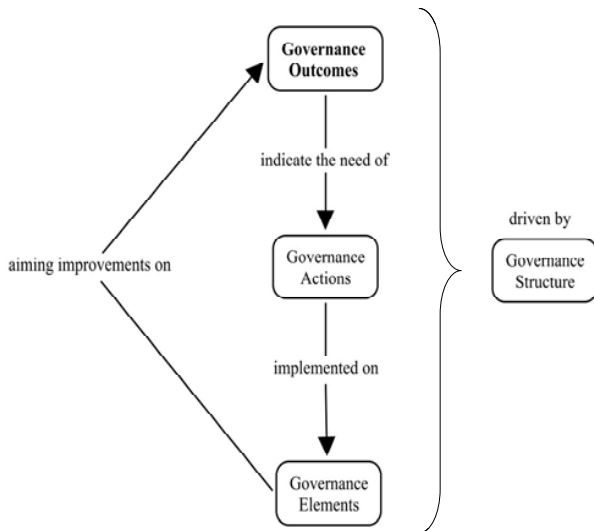 Governance
Outcomes
indicate the need of
driven by
aiming improvements on
Governance
Actions
Governance
Structure
implemented on
Governance
Elements